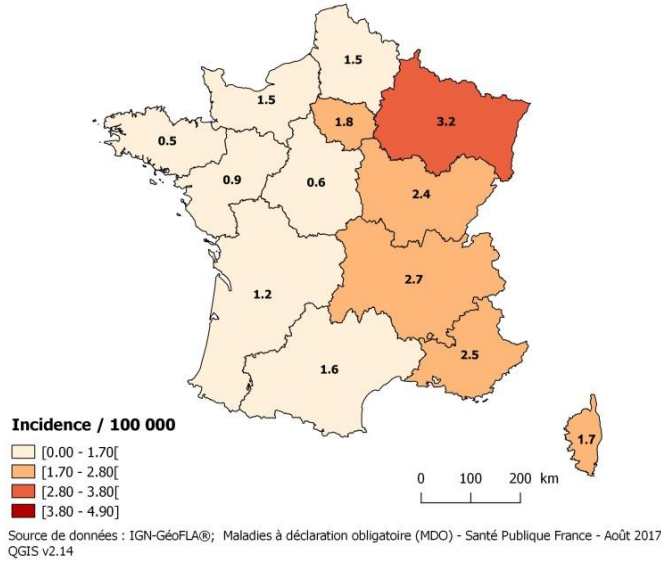 1.5
1.5
1.8
3.2
0.5
0.9
0.6
2.4
2.7
1.2
2.5
1.6
1.7
Incidence / 100 000
[0.00 - 1.70[
[1.70 - 2.80[
[2.80 - 3.80[
[3.80 - 4.90]
0 100 200 km
Source de données : IGN-GéoFLA®; Maladies à déclaration obligatoire (MDO) - Santé Publique France - Août 2017
QGIS v2.14